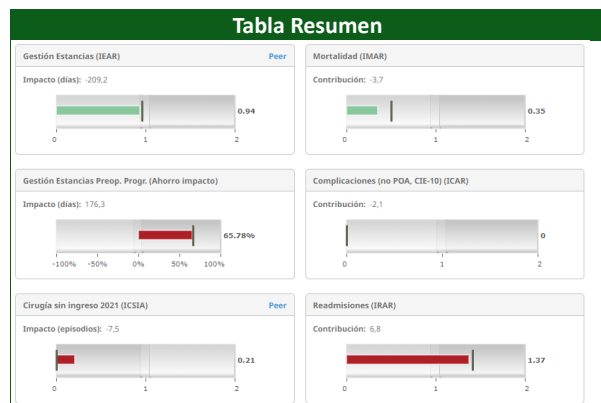 Tabla Resumen
Gestión Estancias (IEAR) Peer
Impacto (días): -209,2
0.94
0 1 2
Mortalidad (IMAR)
Contribución: -3,7
0.35
0 1 2
Gestión Estancias Preop. Progr. (Ahorro impacto)
Impacto (días): 176,3
65.78%
-100% -50% 0% 50% 100%
Complicaciones (no POA, CIE-10) (ICAR)
Contribución: -2,1
0
0 1 2
Cirugía sin ingreso 2021 (ICSIA) Peer
Impacto (episodios): -7,5
0.21
0 1 2
Readmisiones (IRAR)
Contribución: 6,8
1.37
0 1 2